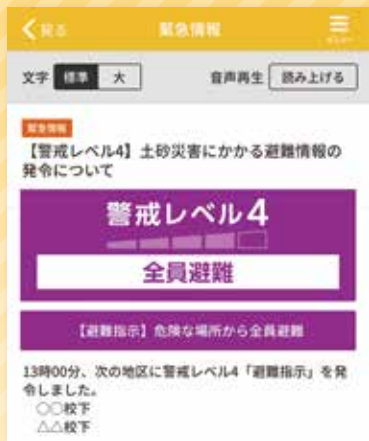 戻る 緊急情報
メニュー
文字 標準 大 音声再生 読み上げる
緊急情報
【警戒レベル4】土砂災害にかかる避難情報の
発令について
警戒レベル4
全員避難
【避難指示】危険な場所から全員避難
13時00分、次の地区に警戒レベル4「避難指示」を発
令しました。
○○校下
△△校下